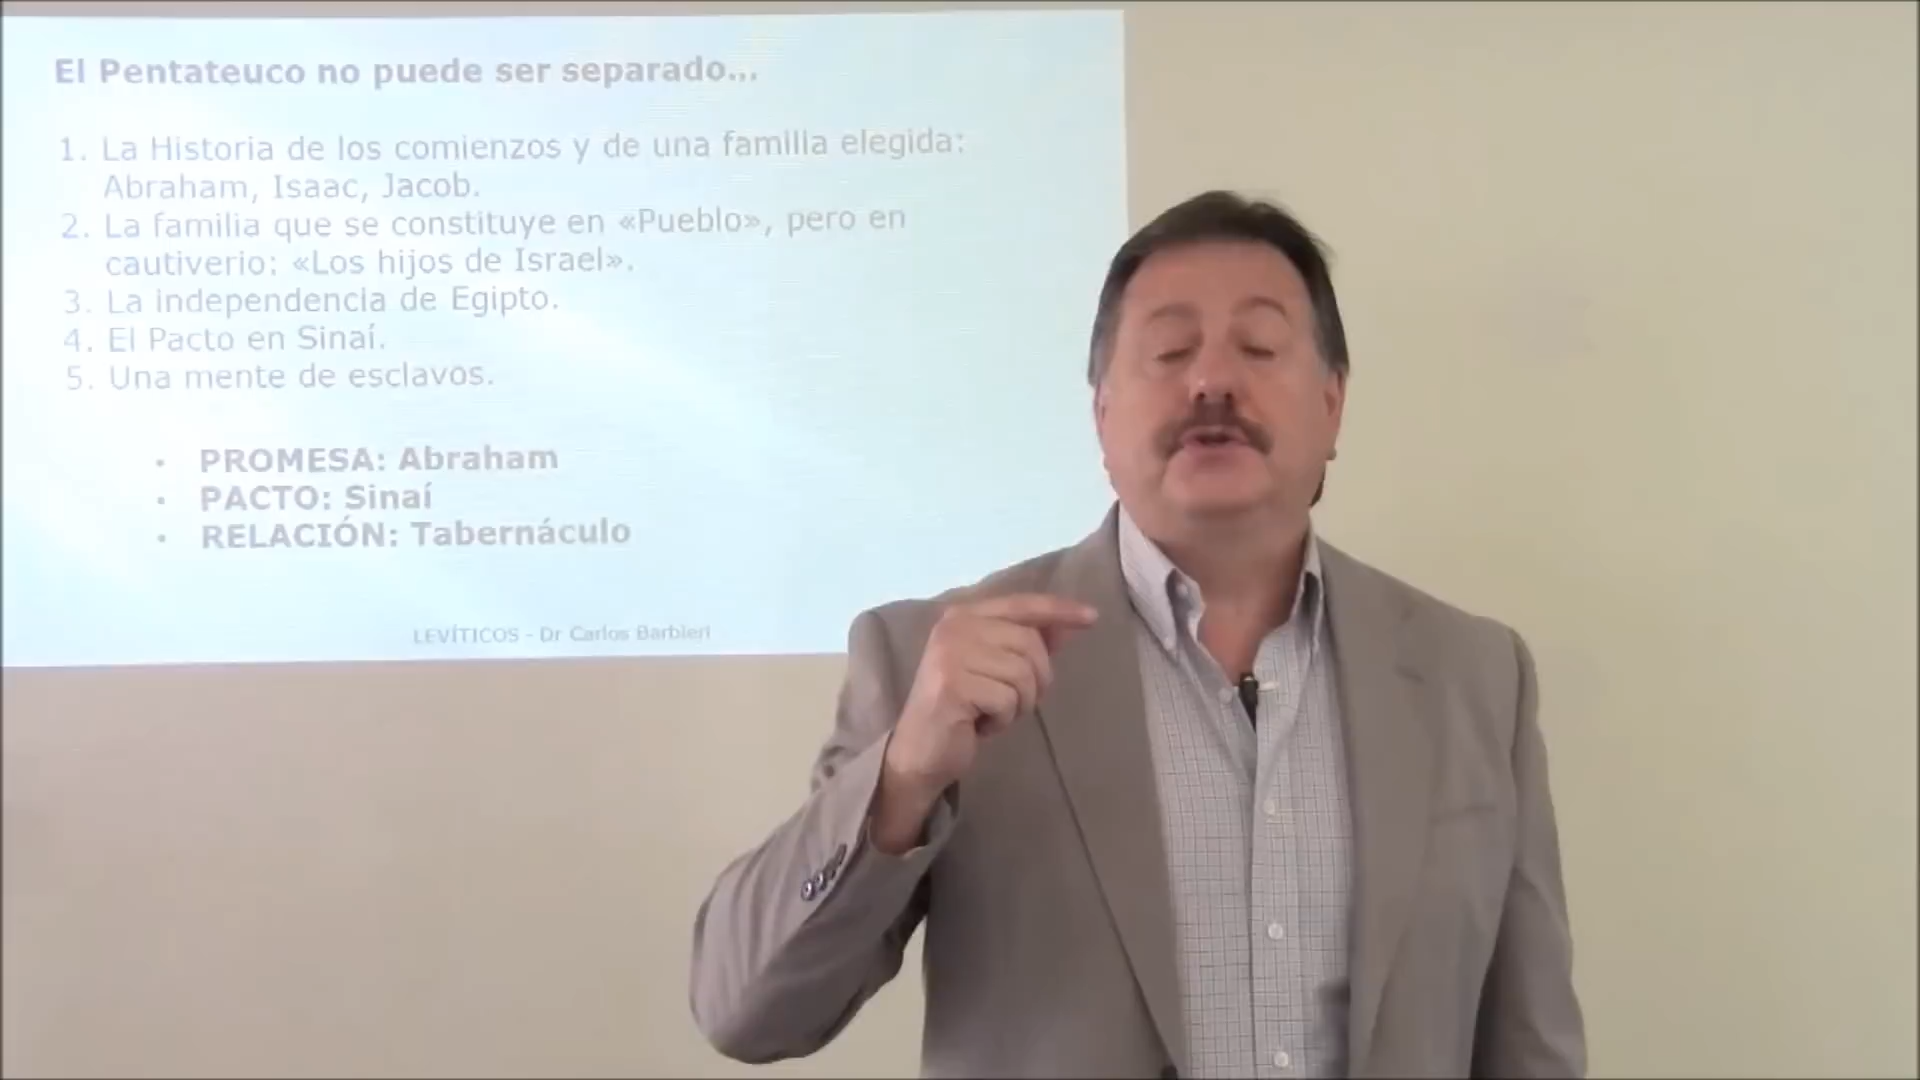 El Pentateuco no puede ser separado...
1. La Historia de los comienzos y de una familia elegida:
Abraham, Isaac, Jacob.
2. La familia que se constituye en «Pueblo», pero en
cautiverio: «Los hijos de Israel».
3. La independencia de Egipto.
4. El Pacto en Sinaí.
5. Una mente de esclavos.
• PROMESA: Abraham
• PACTO: Sinaí
• RELACIÓN: Tabernáculo
LEVÍTICOS - Dr Carlos Barbieri